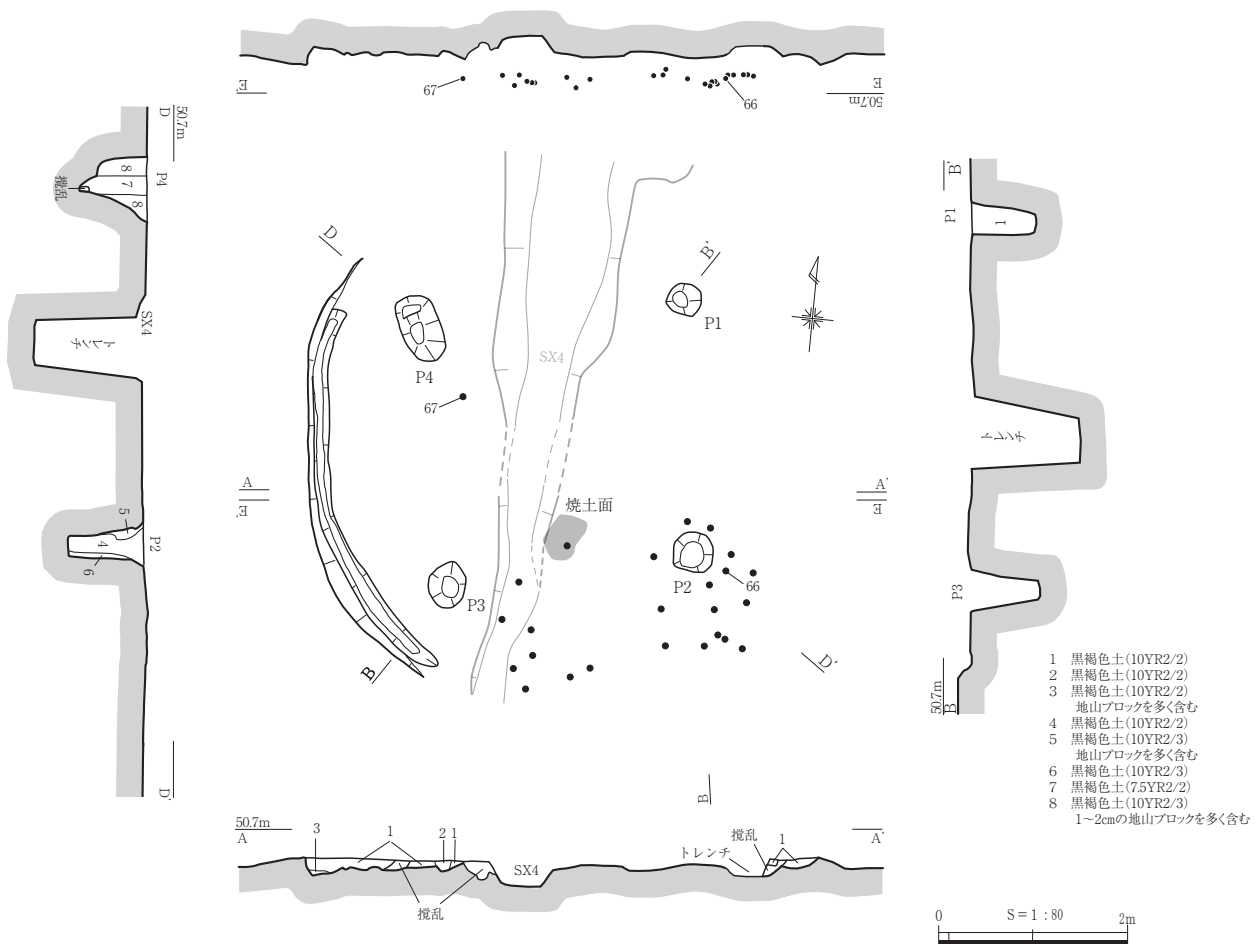 67
66
E'
E
50.7m
D
50.7m
P4
8
7
8
撹乱
SX4
トレンチ
P2
5
4
6
D'
B'
P1
1
トレンチ
P3
50.7m
B
D
B'
P4
P1
SX4
67
A
E'
A'
E
焼土面
P3
P2
66
B
D'
B
50.7m
A
A'
3
1
2
1
SX4
撹乱
トレンチ
撹乱
1
1 黒褐色土(10YR2/2)
2 黒褐色土(10YR2/2)
3 黒褐色土(10YR2/2)
地山ブロックを多く含む
4 黒褐色土(10YR2/2)
5 黒褐色土(10YR2/3)
地山ブロックを多く含む
6 黒褐色土(10YR2/3)
7 黒褐色土(7.5YR2/2)
8 黒褐色土(10YR2/3)
1~2cmの地山ブロックを多く含む
0 S=1:80 2m